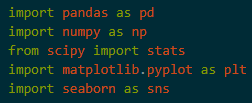 import pandas as pd
import numpy as np
from scipy import stats
import matplotlib.pyplot as plt
import seaborn as sns